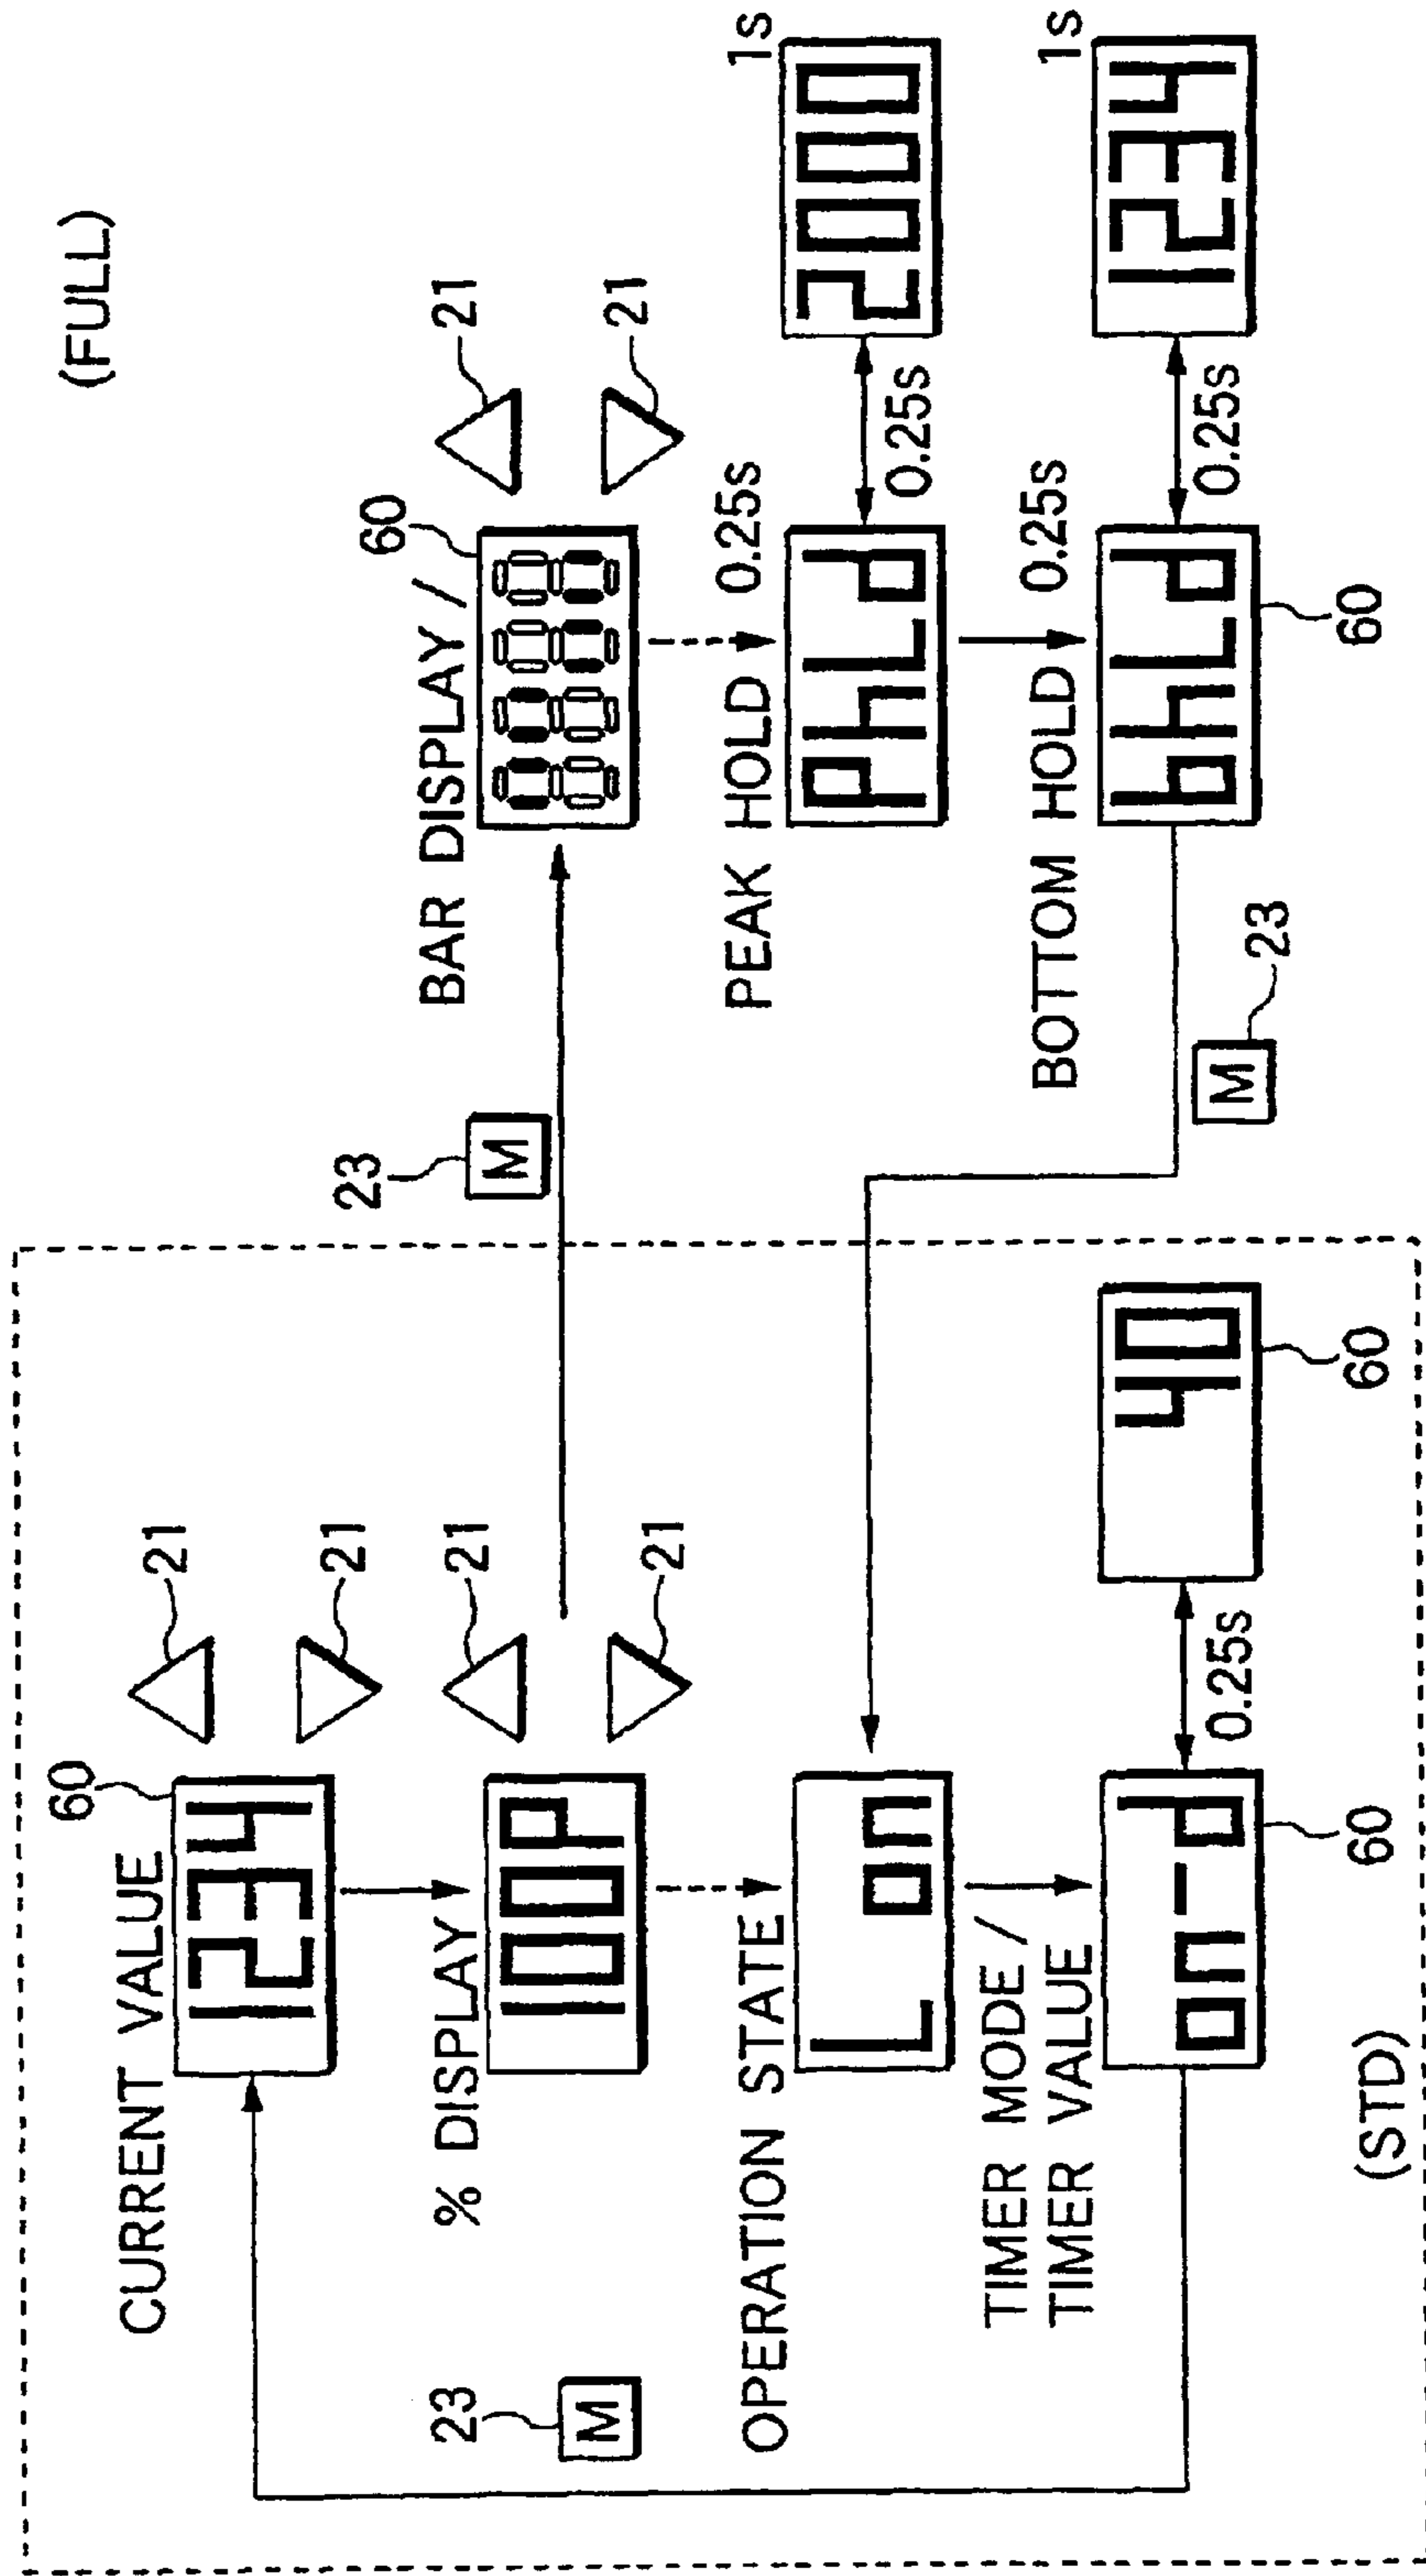 (FULL)
60
CURRENT VALUE
21
1234
21
23
60
23
% DISPLAY
21
BAR DISPLAY /
21
M
8888
100P
M
21
21
OPERATION STATE
PEAK HOLD 0.25s
1s
L on
PhLd
2000
0.25s
TIMER MODE /
TIMER VALUE
BOTTOM HOLD 0.25s
1s
on-d
40
bhLd
1234
0.25s
M
23
0.25s
60
60
60
(STD)